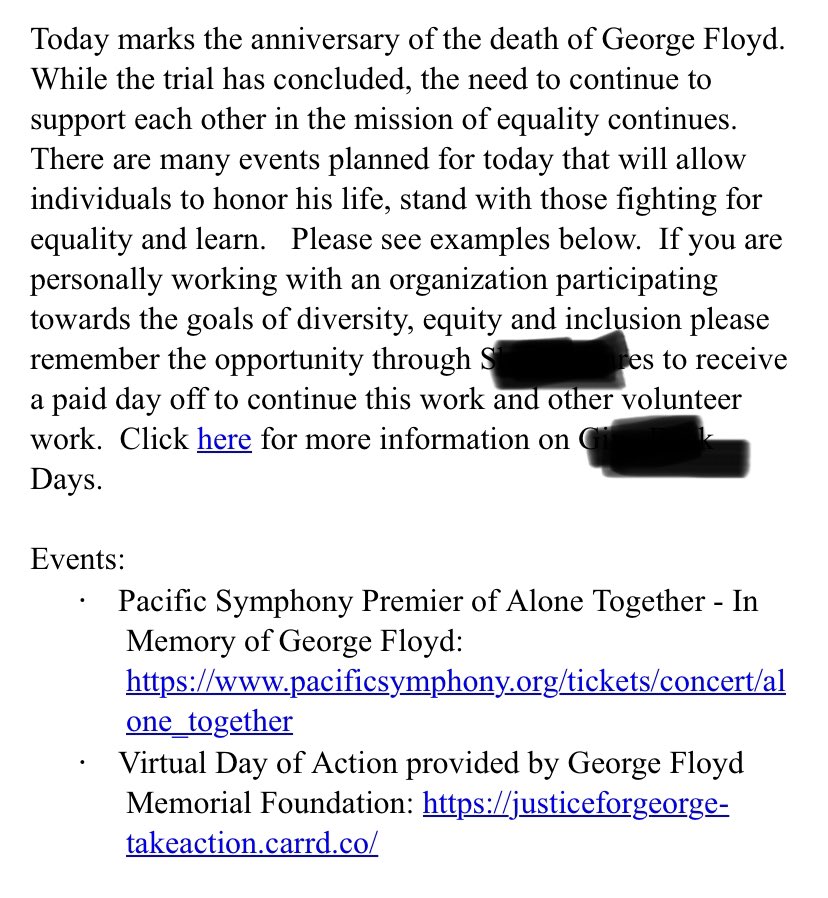 Today marks the anniversary of the death of George Floyd.
While the trial has concluded, the need to continue to
support each other in the mission of equality continues.
There are many events planned for today that will allow
individuals to honor his life, stand with those fighting for
equality and learn.   Please see examples below.  If you are
personally working with an organization participating
towards the goals of diversity, equity and inclusion please
remember the opportunity through to receive
a paid day off to continue this work and other volunteer
work.  Click here for more information on
Days.
Events:
· Pacific Symphony Premier of Alone Together - In
Memory of George Floyd:
https://www.pacificsymphony.org/tickets/concert/al
one_together
· Virtual Day of Action provided by George Floyd
Memorial Foundation: https://justiceforgeorge-
takeaction.carrd.co/